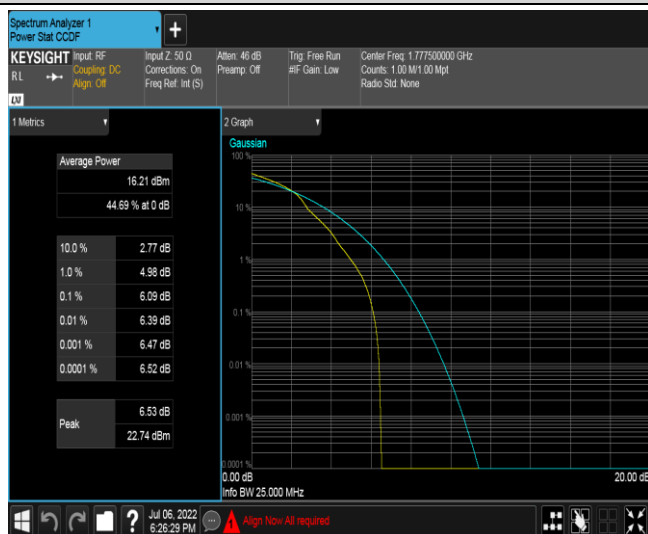 Spectrum Analyzer 1
Power Stat CCDF
+
KEYSIGHT
RL
LXI
Input: RF
Coupling: DC
Align: Off
Input Z: 50 Ω
Corrections: On
Freq Ref: Int (S)
Atten: 46 dB
Preamp: Off
Trig: Free Run
#IF Gain: Low
Center Freq: 1.777500000 GHz
Counts: 1.00 M/1.00 Mpt
Radio Std: None
1 Metrics
Average Power
16.21 dBm
44.69 % at 0 dB
10.0 % 2.77 dB
1.0 % 4.98 dB
0.1 % 6.09 dB
0.01 % 6.39 dB
0.001 % 6.47 dB
0.0001 % 6.52 dB
Peak
6.53 dB
22.74 dBm
2 Graph
Gaussian
100 %
10 %
1 %
0.1 %
0.01 %
0.001 %
0.0001 %
0.00 dB 20.00 dB
Info BW 25.000 MHz
?
Jul 06, 2022
6:26:29 PM
Align Now All required